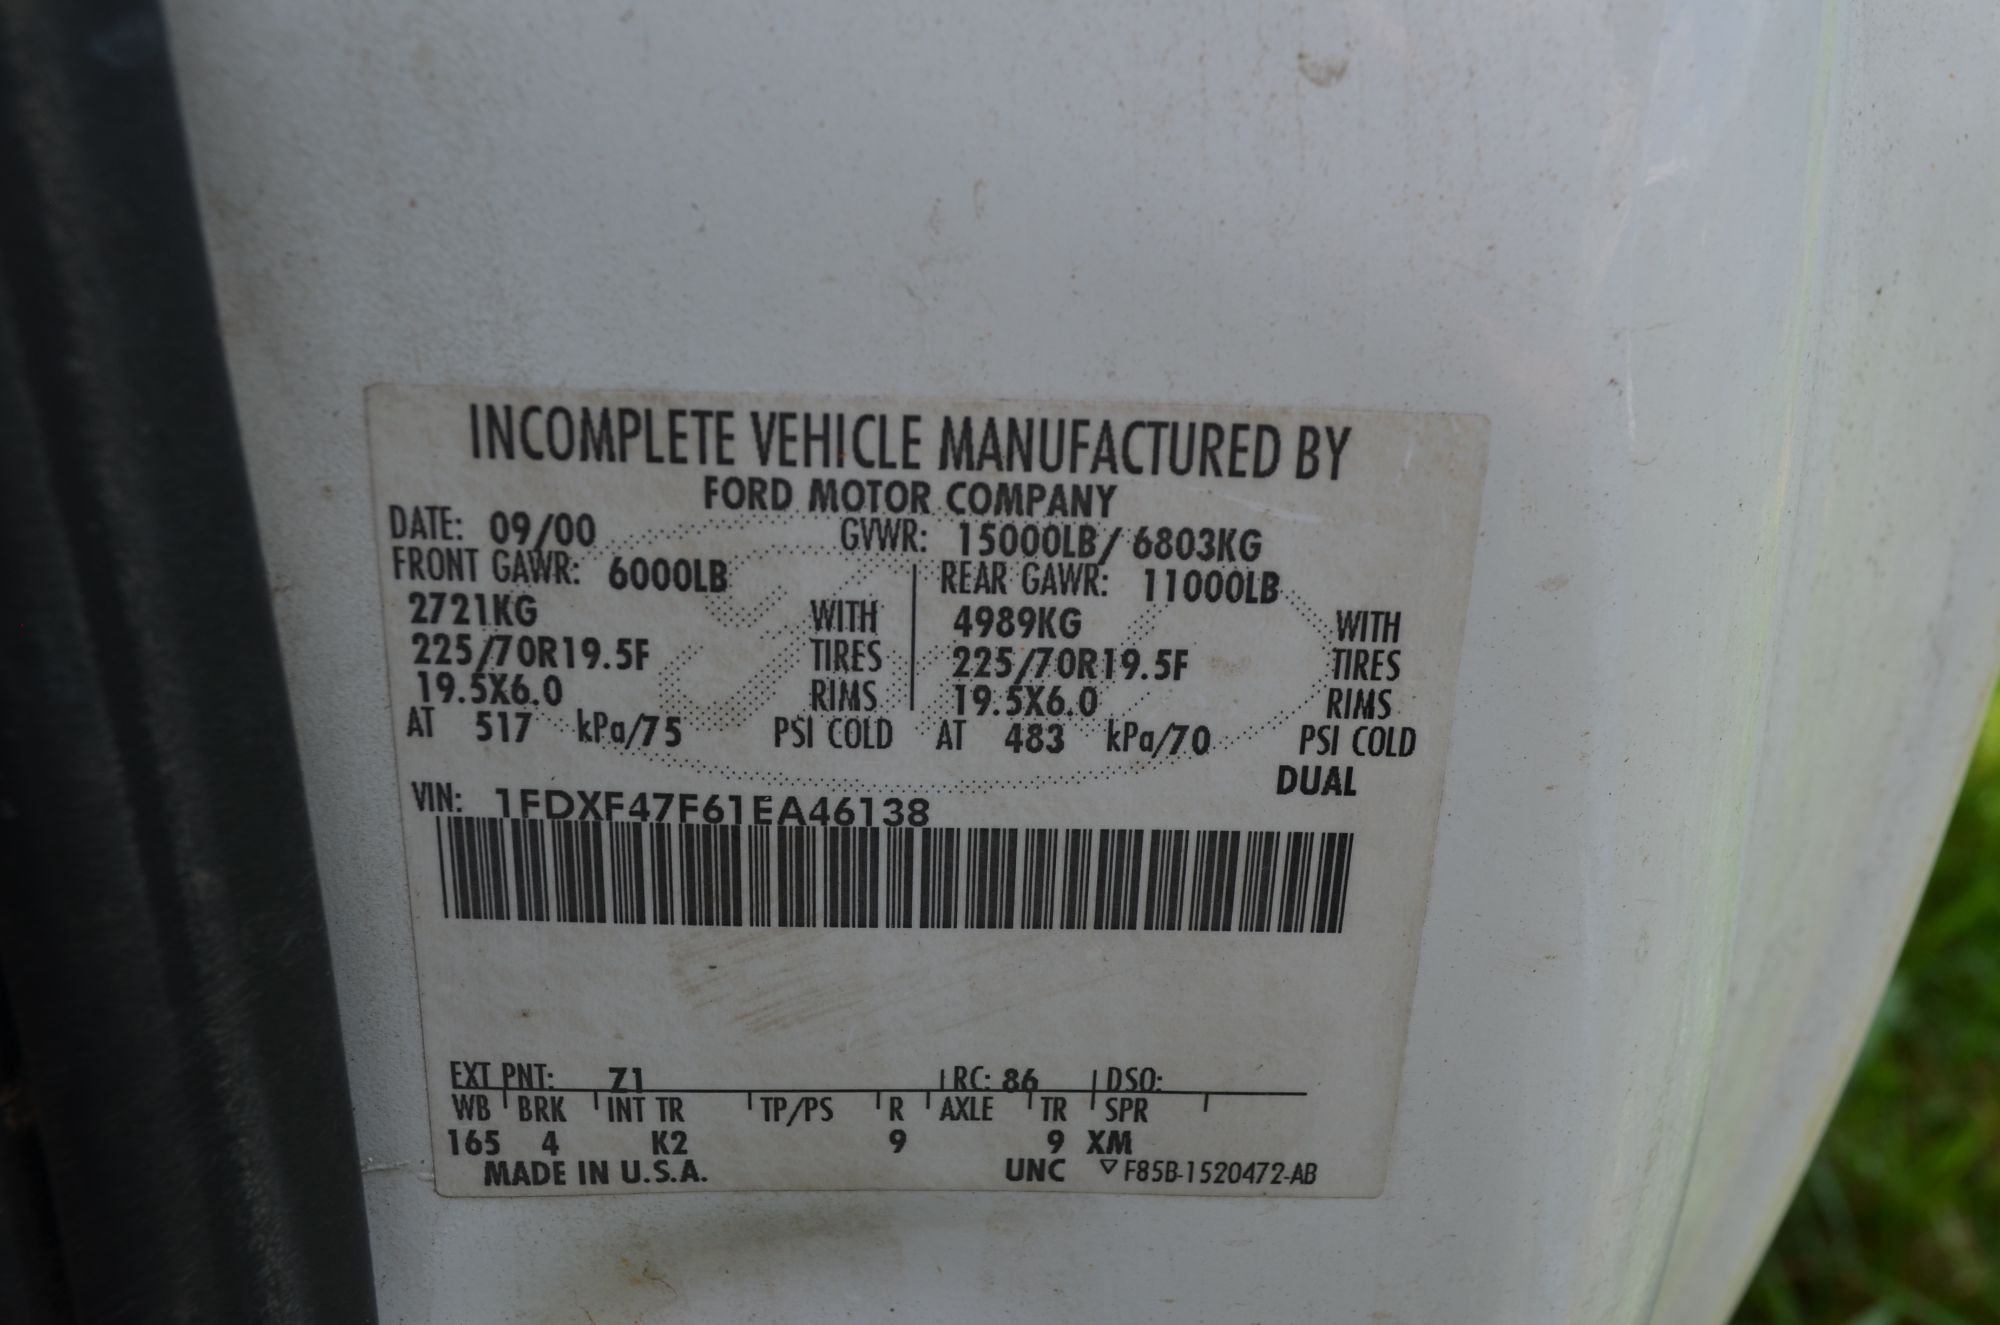 INCOMPLETE VEHICLE MANUFACTURED BY
FORD MOTOR COMPANY
DATE: 09/00 GVWR: 15000LB/ 6803KG
FRONT GAWR: 6000LB REAR GAWR: 11000LB
2721KG WITH 4989KG WITH
225/70R19.5F TIRES 225/70R19.5F TIRES
19.5X6.0 RIMS 19.5X6.0 RIMS
AT 517 kPa/75 PSI COLD AT 483 kPa/70 PSI COLD
DUAL
VIN: 1FDXF47F61EA46138
EXT PNT: Z1 RC: 86 DSO:
WB BRK INT TR TP/PS R AXLE TR SPR
165 4 K2 9 9 XM
MADE IN U.S.A. UNC ▽ F85B-1520472-AB